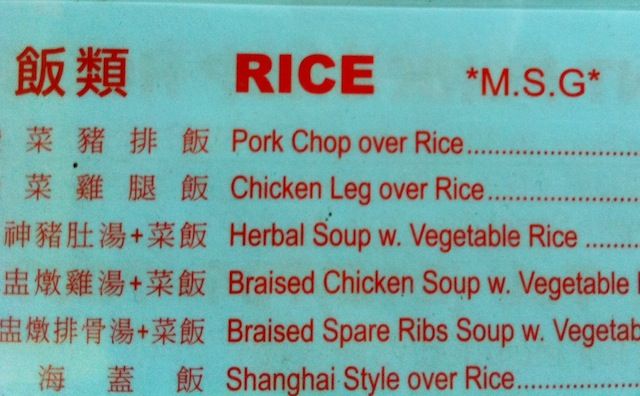 飯類 RICE *M.S.G*
菜豬排飯 Pork Chop over Rice
菜雞腿飯 Chicken Leg over Rice
神豬肚湯+菜飯 Herbal Soup w. Vegetable Rice
盅燉雞湯+菜飯 Braised Chicken Soup w. Vegetable
盅燉排骨湯+菜飯 Braised Spare Ribs Soup w. Vegetab
海蓋飯 Shanghai Style over Rice